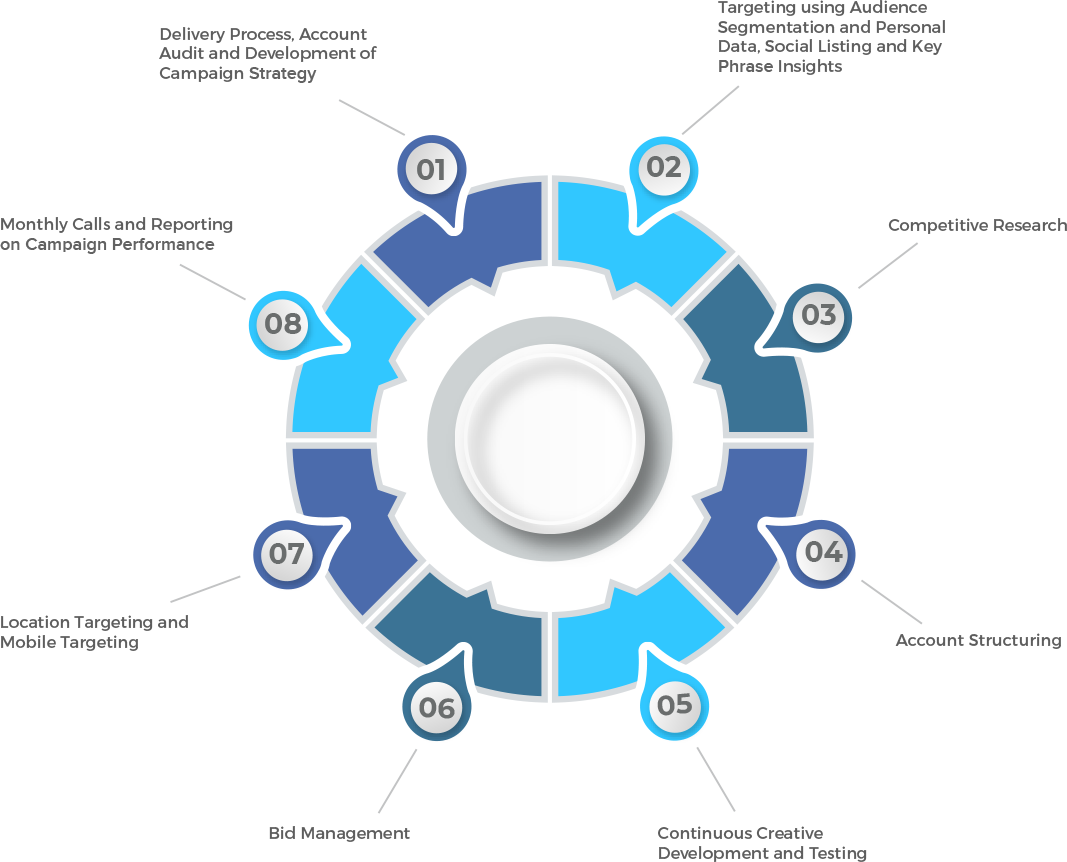 Delivery Process, Account
Audit and Development of
Campaign Strategy
01
Targeting using Audience
Segmentation and Personal
Data, Social Listing and Key
Phrase Insights
02
Competitive Research
03
04
Account Structuring
05
Continuous Creative
Development and Testing
06
Bid Management
07
Location Targeting and
Mobile Targeting
Monthly Calls and Reporting
on Campaign Performance
08